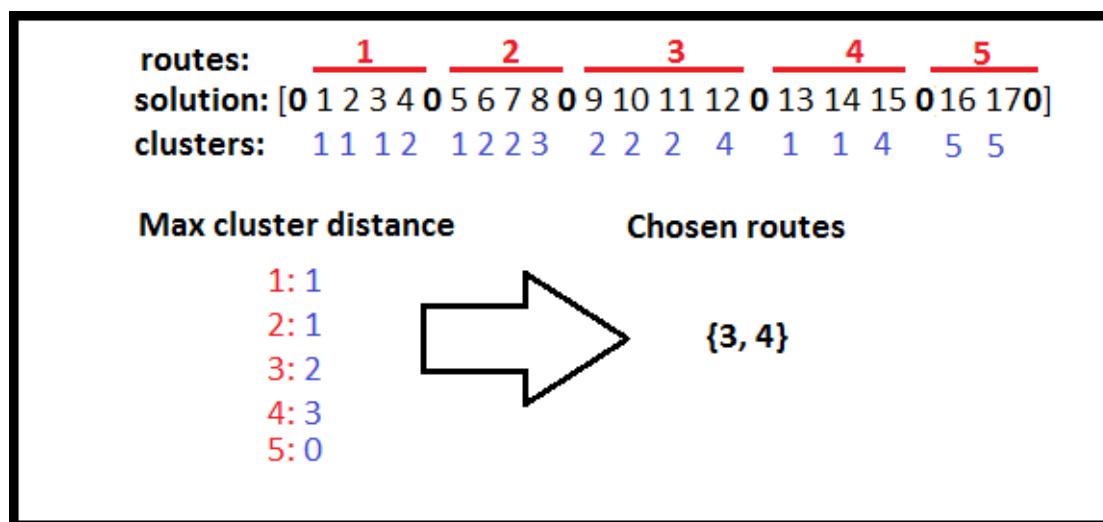 routes: 1 2 3 4 5
solution: [0 1 2 3 4 0 5 6 7 8 0 9 10 11 12 0 13 14 15 0 16 17 0]
clusters: 1 1 1 2 1 2 2 3 2 2 2 4 1 1 4 5 5
Max cluster distance Chosen routes
1: 1
2: 1
{3, 4}
3: 2
4: 3
5: 0